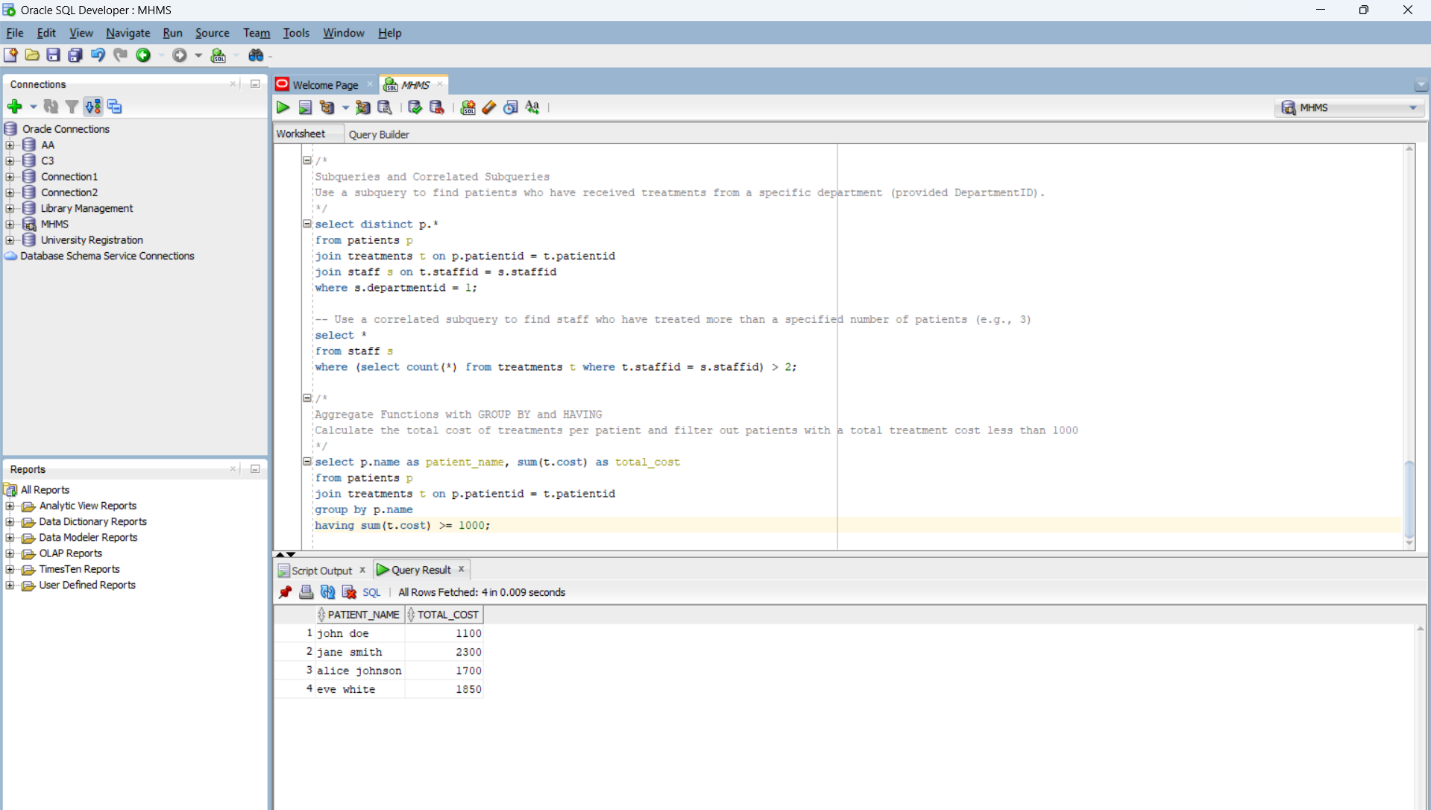 Oracle SQL Developer : MHMS
File Edit View Navigate Run Source Team Tools Window Help
Connections
Oracle Connections
AA
C3
Connection1
Connection2
Library Management
MHMS
University Registration
Database Schema Service Connections
Reports
All Reports
Analytic View Reports
Data Dictionary Reports
Data Modeler Reports
OLAP Reports
TimesTen Reports
User Defined Reports
Welcome Page MHMS
MHMS
Worksheet Query Builder
/*
Subqueries and Correlated Subqueries
Use a subquery to find patients who have received treatments from a specific department (provided DepartmentID).
*/
select distinct p.*
from patients p
join treatments t on p.patientid = t.patientid
join staff s on t.staffid = s.staffid
where s.departmentid = 1;
-- Use a correlated subquery to find staff who have treated more than a specified number of patients (e.g., 3)
select *
from staff s
where (select count(*) from treatments t where t.staffid = s.staffid) > 2;
/*
Aggregate Functions with GROUP BY and HAVING
Calculate the total cost of treatments per patient and filter out patients with a total treatment cost less than 1000
*/
select p.name as patient_name, sum(t.cost) as total_cost
from patients p
join treatments t on p.patientid = t.patientid
group by p.name
having sum(t.cost) >= 1000;
Script Output x Query Result x
SQL | All Rows Fetched: 4 in 0.009 seconds
PATIENT_NAME TOTAL_COST
1 john doe 1100
2 jane smith 2300
3 alice johnson 1700
4 eve white 1850